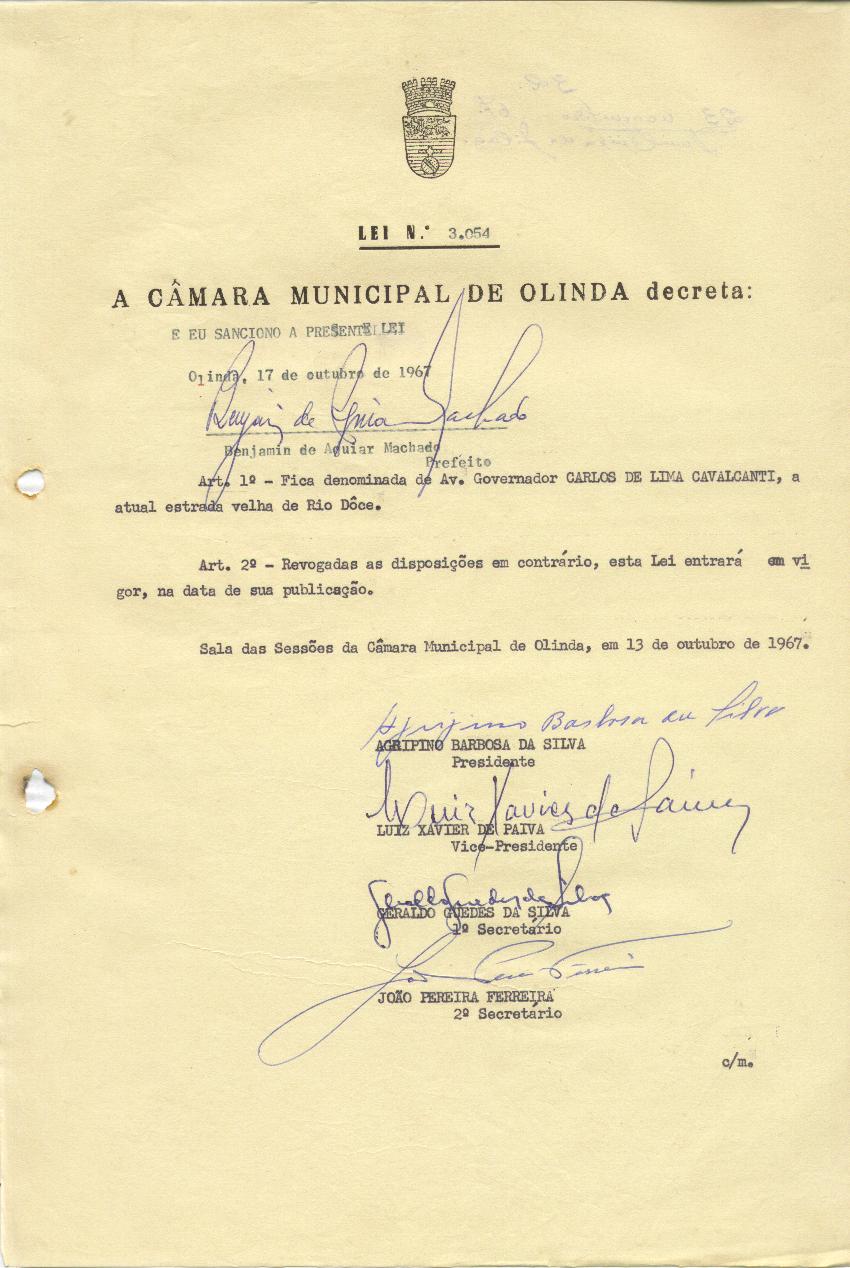 LEI N.º 3.054
A CÂMARA MUNICIPAL DE OLINDA decreta:
E EU SANCIONO A PRESENTE LEI
Olinda, 17 de outubro de 1967
Benjamin de Aguiar Machado
Benjamin de Aguiar Machado
Prefeito
Art. 1º - Fica denominada de Av. Governador CARLOS DE LIMA CAVALCANTI, a
atual estrada velha de Rio Dôce.
Art. 2º - Revogadas as disposições em contrário, esta Lei entrará em vi
gor, na data de sua publicação.
Sala das Sessões da Câmara Municipal de Olinda, em 13 de outubro de 1967.
Agripino Barbosa da Silva
AGRIPINO BARBOSA DA SILVA
Presidente
Luiz Xavier de Paiva
LUIZ XAVIER DE PAIVA
Vice-Presidente
Geraldo Guedes da Silva
GERALDO GUEDES DA SILVA
1º Secretário
João Pereira Ferreira
JOÃO PEREIRA FERREIRA
2º Secretário
c/m.